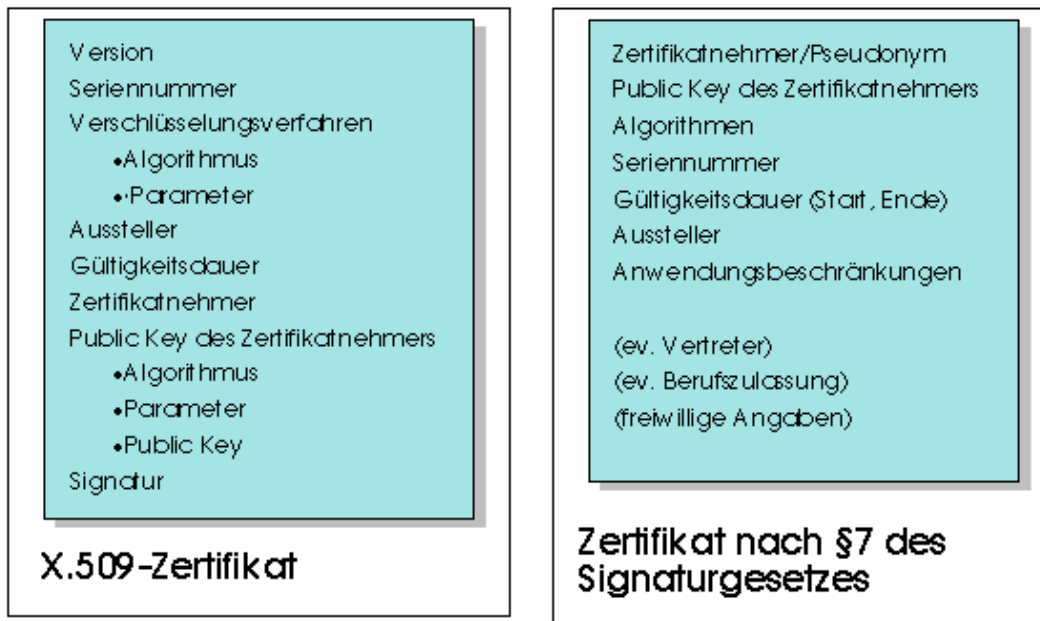 Version
Seriennummer
Verschlüsselungsverfahren
•Algorithmus
•·Parameter
Aussteller
Gültigkeitsdauer
Zertifikatnehmer
Public Key des Zertifikatnehmers
•Algorithmus
•Parameter
•Public Key
Signatur
X.509-Zertifikat
Zertifikatnehmer/Pseudonym
Public Key des Zertifikatnehmers
Algorithmen
Seriennummer
Gültigkeitsdauer (Start, Ende)
Aussteller
Anwendungsbeschränkungen
(ev. Vertreter)
(ev. Berufszulassung)
(freiwillige Angaben)
Zertifikat nach §7 des
Signaturgesetzes